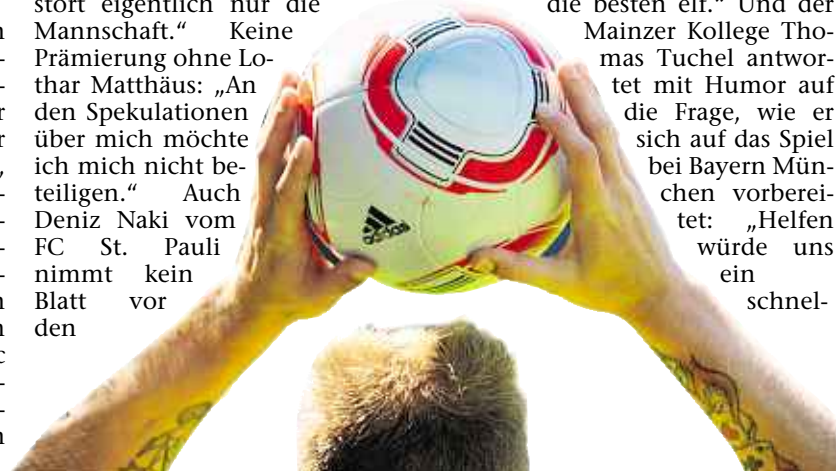 stört eigentlich nur die
Mannschaft.“ Keine
Prämierung ohne Lo-
thar Matthäus: „An
den Spekulationen
über mich möchte
ich mich nicht be-
teiligen.“ Auch
Deniz Naki vom
FC St. Pauli
nimmt kein
Blatt vor
den
adidas
die besten elf.“ Und der
Mainzer Kollege Tho-
mas Tuchel antwor-
tet mit Humor auf
die Frage, wie er
sich auf das Spiel
bei Bayern Mün-
chen vorberei-
tet: „Helfen
würde uns
ein
schnel-